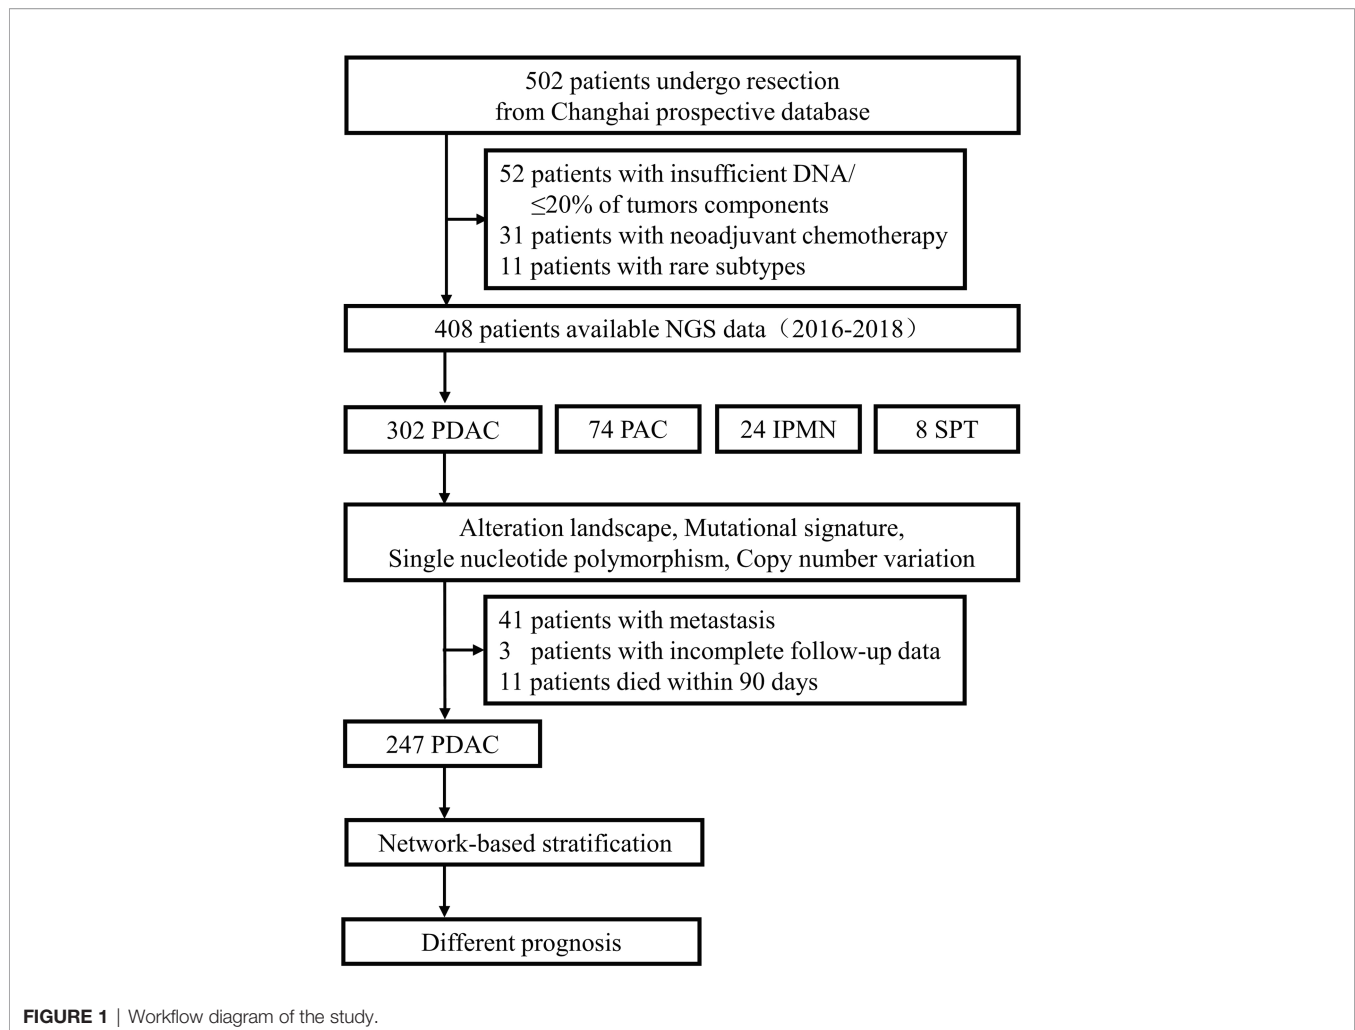 502 patients undergo resection
from Changhai prospective database
52 patients with insufficient DNA/
≤20% of tumors components
31 patients with neoadjuvant chemotherapy
11 patients with rare subtypes
408 patients available NGS data（2016-2018）
302 PDAC
74 PAC
24 IPMN
8 SPT
Alteration landscape, Mutational signature,
Single nucleotide polymorphism, Copy number variation
41 patients with metastasis
3 patients with incomplete follow-up data
11 patients died within 90 days
247 PDAC
Network-based stratification
Different prognosis
FIGURE 1 | Workflow diagram of the study.